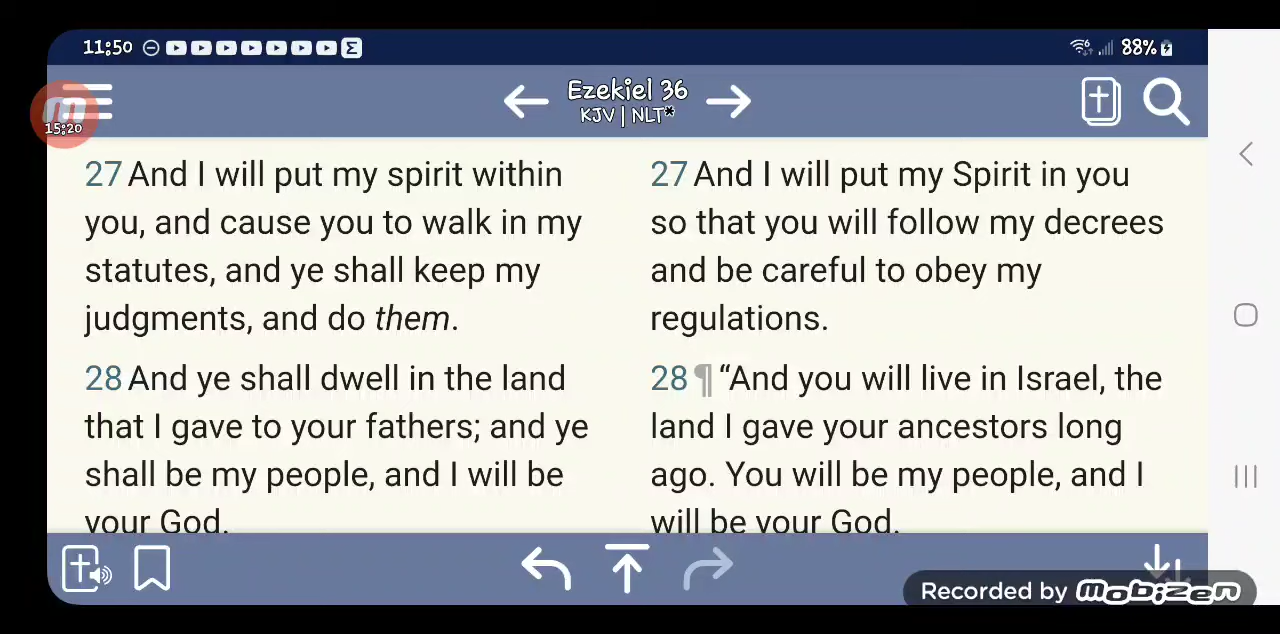 11:50
88%
15:20
Ezekiel 36
KJV | NLT*
27 And I will put my spirit within
you, and cause you to walk in my
statutes, and ye shall keep my
judgments, and do them.
28 And ye shall dwell in the land
that I gave to your fathers; and ye
shall be my people, and I will be
your God.
27 And I will put my Spirit in you
so that you will follow my decrees
and be careful to obey my
regulations.
28 ¶ “And you will live in Israel, the
land I gave your ancestors long
ago. You will be my people, and I
will be your God.
Recorded by Mobizen